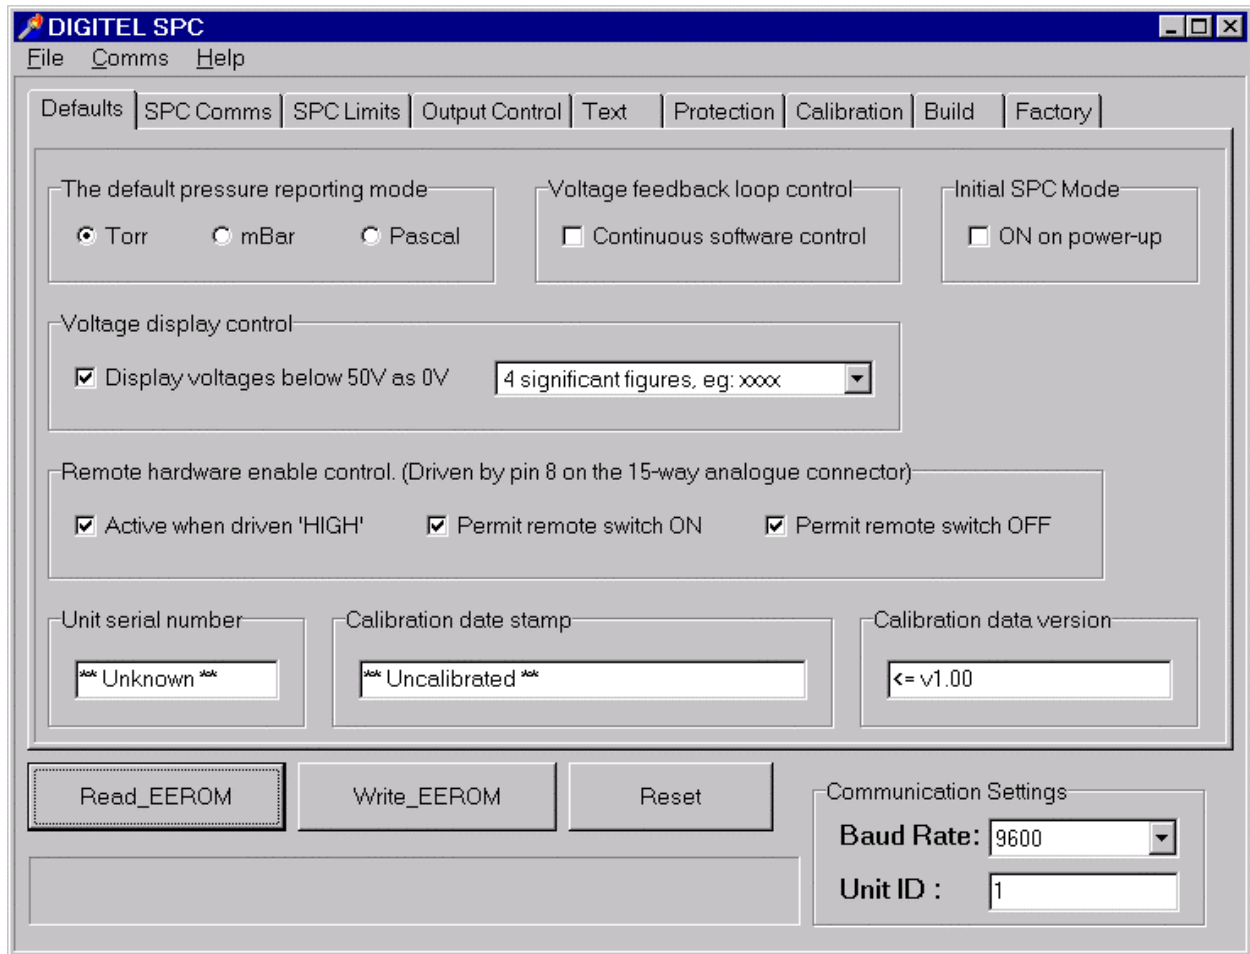 DIGITEL SPC
File Comms Help
Defaults SPC Comms SPC Limits Output Control Text Protection Calibration Build Factory
The default pressure reporting mode
Torr mBar Pascal
Voltage feedback loop control
Continuous software control
Initial SPC Mode
ON on power-up
Voltage display control
Display voltages below 50V as 0V
4 significant figures, eg: xxxx
Remote hardware enable control. (Driven by pin 8 on the 15-way analogue connector)
Active when driven 'HIGH' Permit remote switch ON Permit remote switch OFF
Unit serial number
** Unknown **
Calibration date stamp
** Uncalibrated **
Calibration data version
<= v1.00
Read_EEROM Write_EEROM Reset
Communication Settings
Baud Rate: 9600
Unit ID : 1